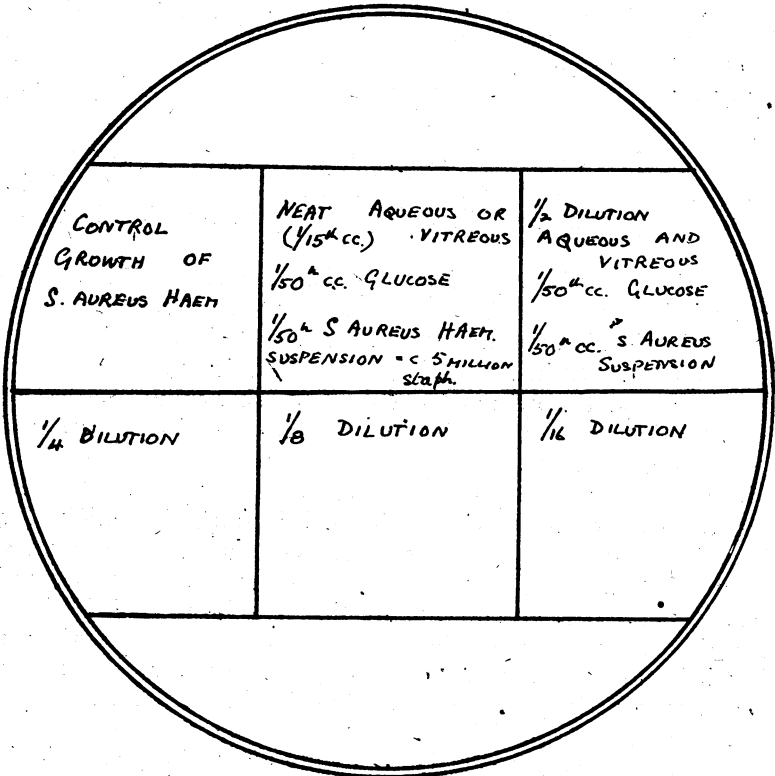 CONTROL
GROWTH OF
S. AUREUS HAEM
NEAT AQUEOUS OR
(1/15th cc.) VITREOUS
1/50th cc. GLUCOSE
1/50th S AUREUS HAEM.
SUSPENSION = < 5 MILLION
staph.
1/2 DILUTION
AQUEOUS AND
VITREOUS
1/50th cc. GLUCOSE
1/50th cc. S AUREUS
SUSPENSION
1/4 DILUTION
1/8 DILUTION
1/16 DILUTION